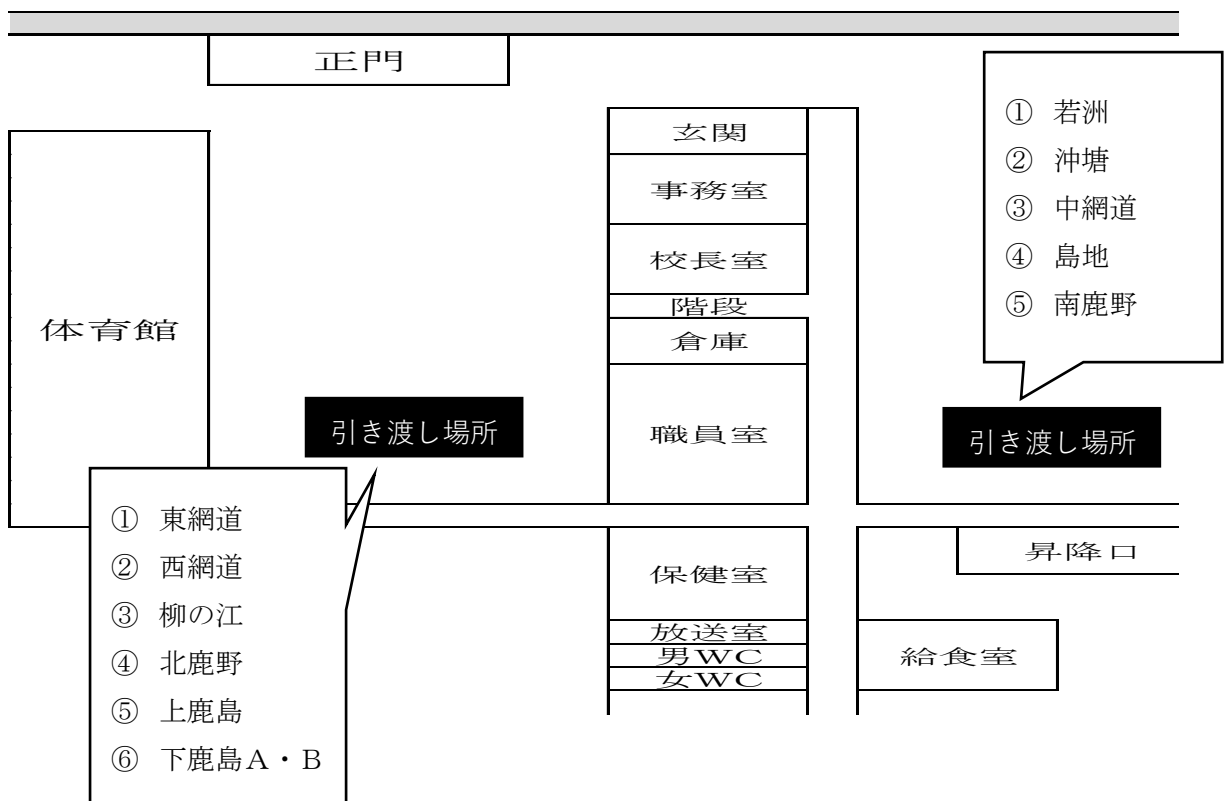 正門
① 若洲
② 沖塘
③ 中網道
④ 島地
⑤ 南鹿野
玄関
事務室
校長室
階段
倉庫
職員室
体育館
引き渡し場所
引き渡し場所
① 東網道
② 西網道
③ 柳の江
④ 北鹿野
⑤ 上鹿島
⑥ 下鹿島A・B
昇降口
保健室
放送室
男WC
女WC
給食室